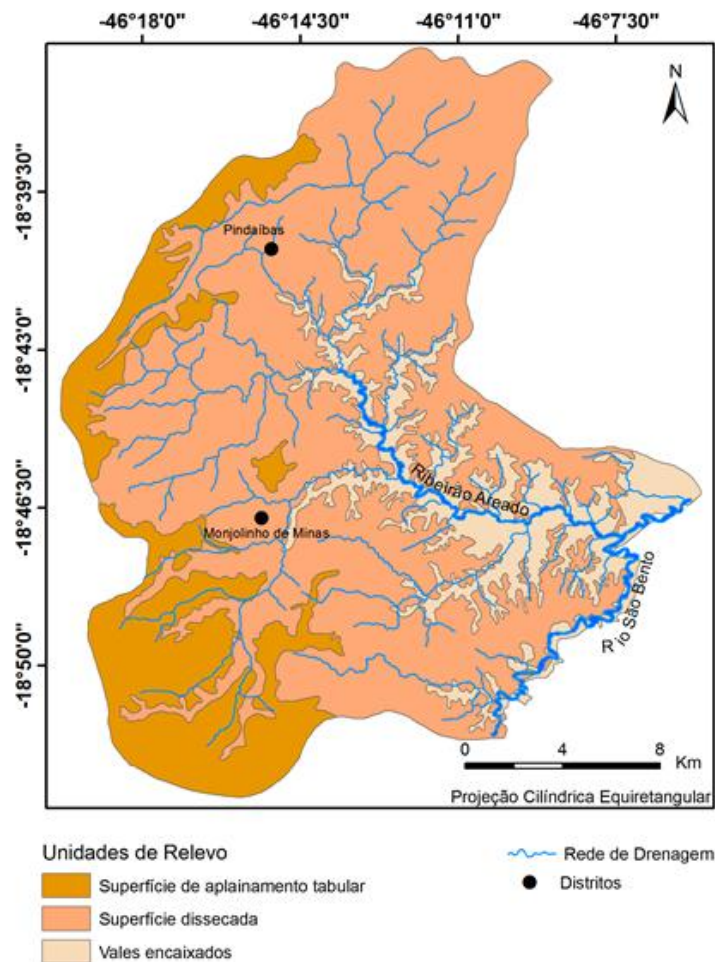 -46°18'0" -46°14'30" -46°11'0" -46°7'30"
N
-18°39'30"
Pindaíbas
-18°43'0"
Ribeirão Areado
-18°46'30"
Monjolinho de Minas
R´io São Bento
-18°50'0"
0 4 8
Km
Projeção Cilíndrica Equiretangular
Unidades de Relevo
Rede de Drenagem
Superfície de aplainamento tabular
Distritos
Superfície dissecada
Vales encaixados